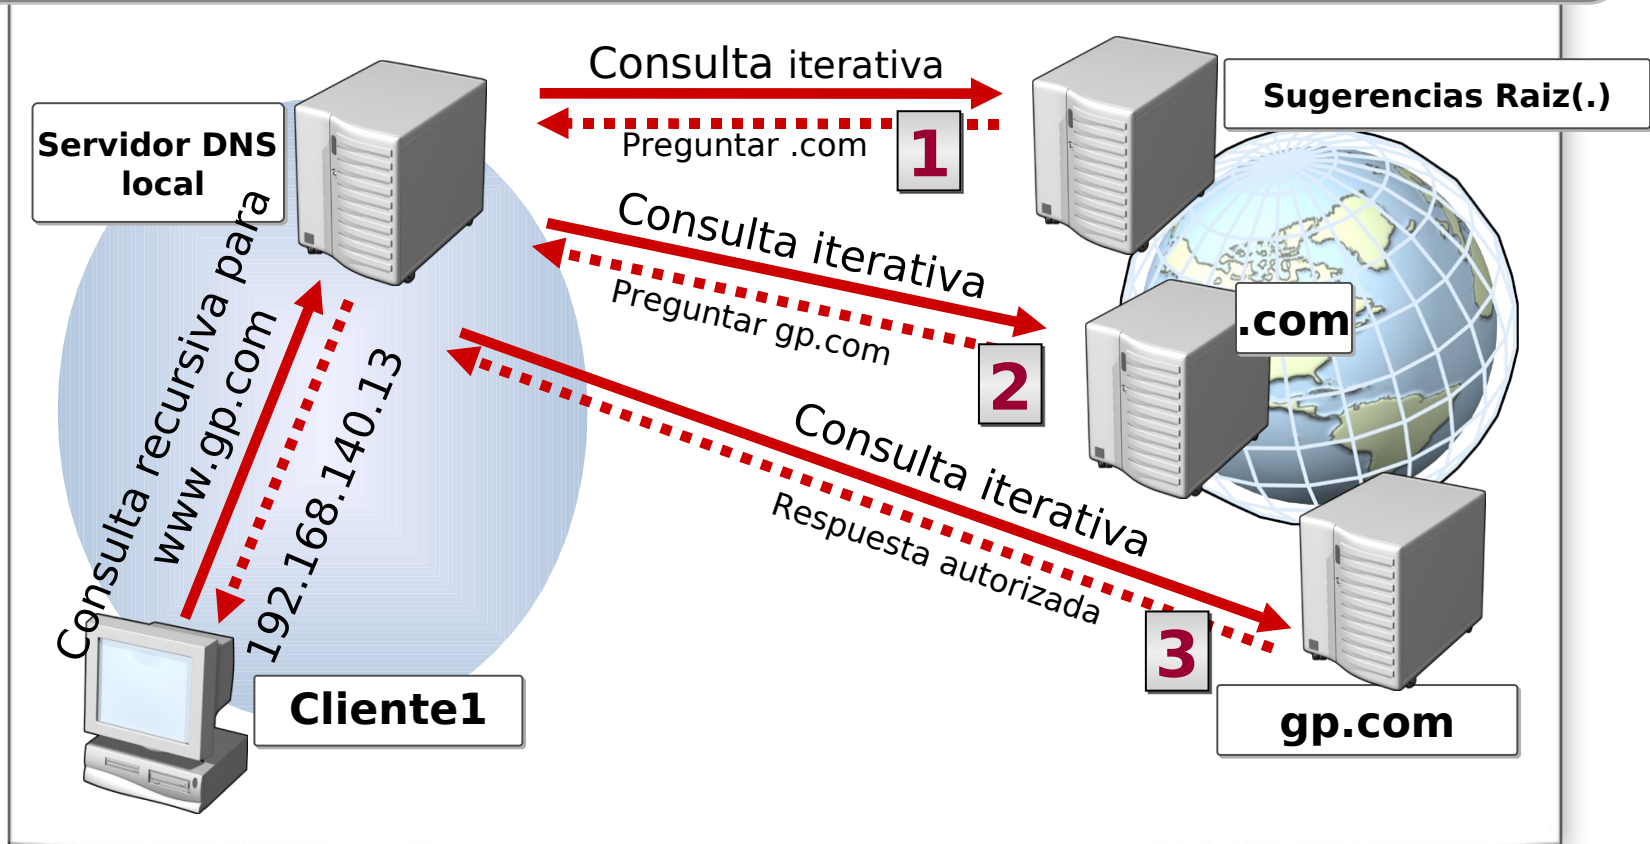 Consulta iterativa
Sugerencias Raiz(.)
Servidor DNS
local
Preguntar .com
1
Consulta iterativa
Preguntar gp.com
.com
2
Consulta recursiva para
www.gp.com
192.168.140.13
Consulta iterativa
Respuesta autorizada
3
Cliente1
gp.com